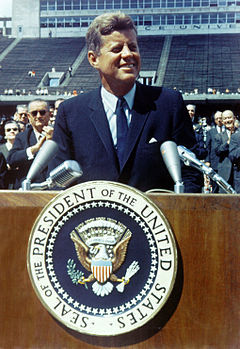 SEAL OF THE PRESIDENT OF THE UNITED STATES